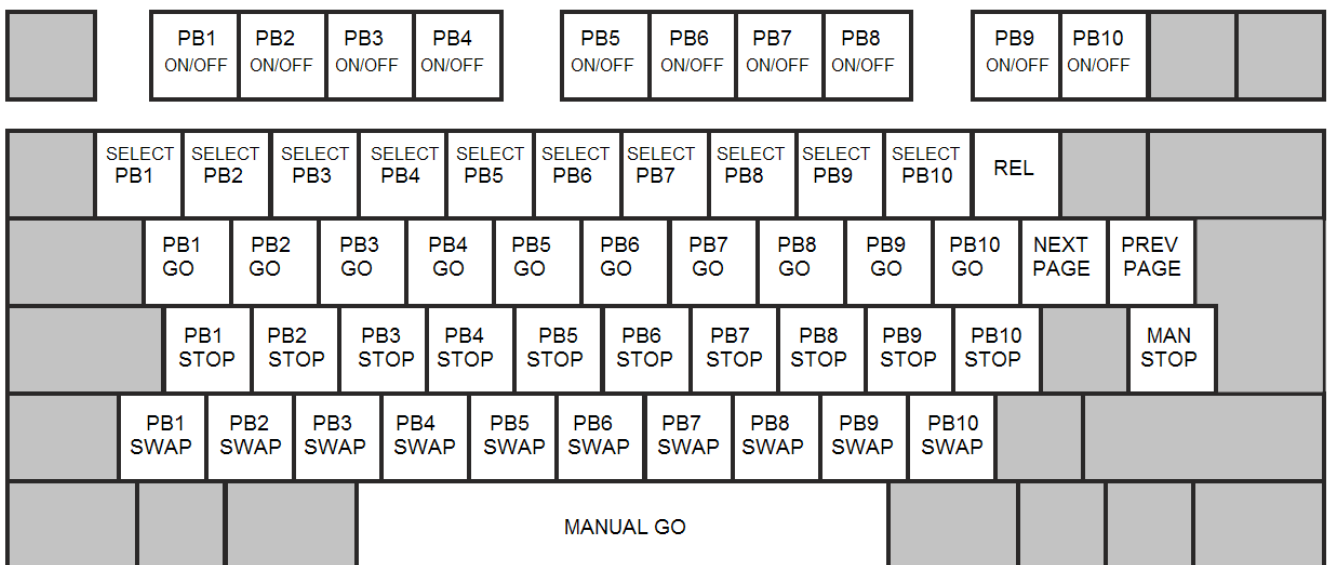 PB1 PB2 PB3 PB4 PB5 PB6 PB7 PB8 PB9 PB10
ON/OFF ON/OFF ON/OFF ON/OFF ON/OFF ON/OFF ON/OFF ON/OFF ON/OFF ON/OFF
SELECT SELECT SELECT SELECT SELECT SELECT SELECT SELECT SELECT SELECT REL
PB1 PB2 PB3 PB4 PB5 PB6 PB7 PB8 PB9 PB10
PB1 PB2 PB3 PB4 PB5 PB6 PB7 PB8 PB9 PB10 NEXT PREV
GO GO GO GO GO GO GO GO GO GO PAGE PAGE
PB1 PB2 PB3 PB4 PB5 PB6 PB7 PB8 PB9 PB10 MAN
STOP STOP STOP STOP STOP STOP STOP STOP STOP STOP STOP
PB1 PB2 PB3 PB4 PB5 PB6 PB7 PB8 PB9 PB10
SWAP SWAP SWAP SWAP SWAP SWAP SWAP SWAP SWAP SWAP
MANUAL GO